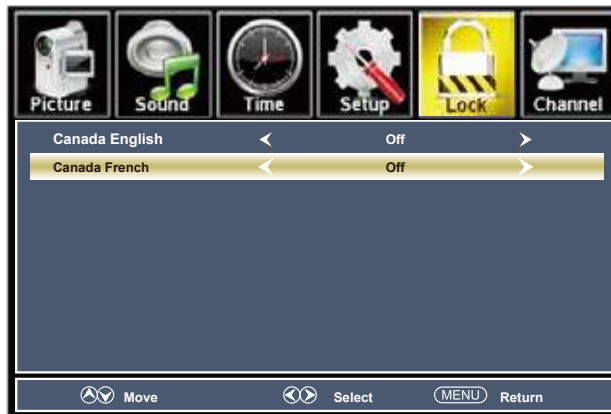 Picture Sound Time Setup Lock Channel
Canada English Off
Canada French Off
Move Select MENU Return